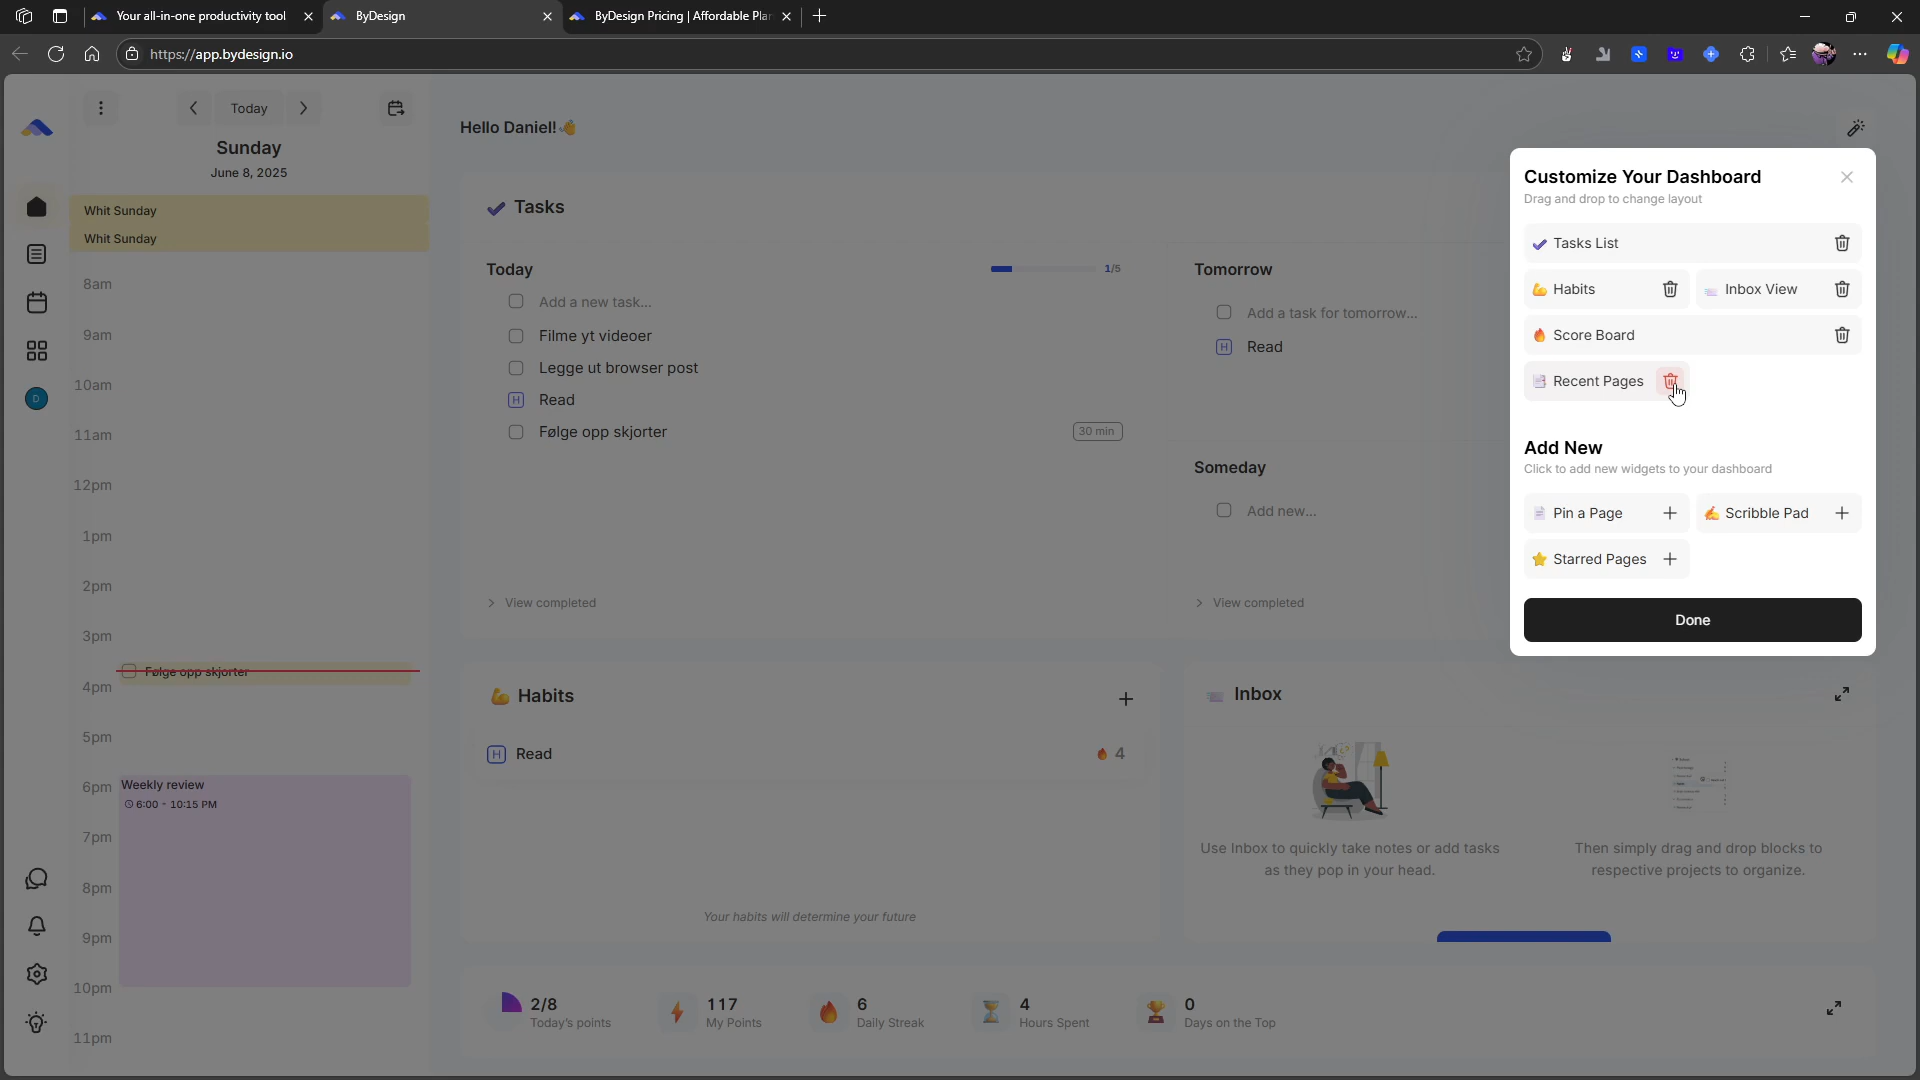 Your all-in-one productivity tool
ByDesign
ByDesign Pricing | Affordable Plan
https://app.bydesign.io
Today
Sunday
June 8, 2025
Whit Sunday
Whit Sunday
8am
9am
10am
11am
12pm
1pm
2pm
3pm
Følge opp skjorter
4pm
5pm
6pm
Weekly review
6:00 - 10:15 PM
7pm
8pm
9pm
10pm
11pm
D
Hello Daniel!
Tasks
Today
1/5
Add a new task...
Filme yt videoer
Legge ut browser post
H Read
Følge opp skjorter
30 min
View completed
Tomorrow
Add a task for tomorrow...
H Read
Someday
Add new...
View completed
Habits
H Read
4
Your habits will determine your future
Inbox
Use Inbox to quickly take notes or add tasks
as they pop in your head.
Then simply drag and drop blocks to
respective projects to organize.
2/8
Today's points
117
My Points
6
Daily Streak
4
Hours Spent
0
Days on the Top
Customize Your Dashboard
Drag and drop to change layout
Tasks List
Habits
Inbox View
Score Board
Recent Pages
Add New
Click to add new widgets to your dashboard
Pin a Page
Scribble Pad
Starred Pages
Done